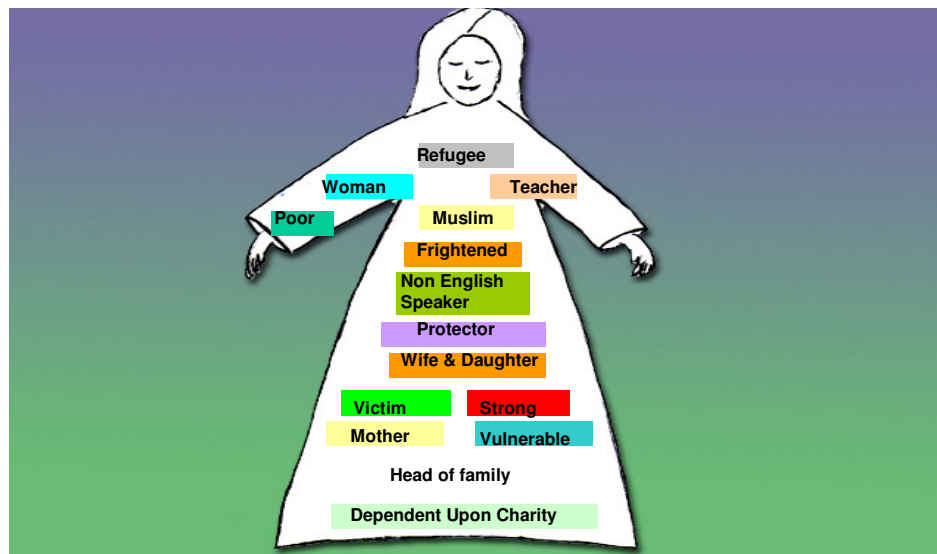 Refugee
Woman
Teacher
Poor
Muslim
Frightened
Non English
Speaker
Protector
Wife & Daughter
Victim
Strong
Mother
Vulnerable
Head of family
Dependent Upon Charity